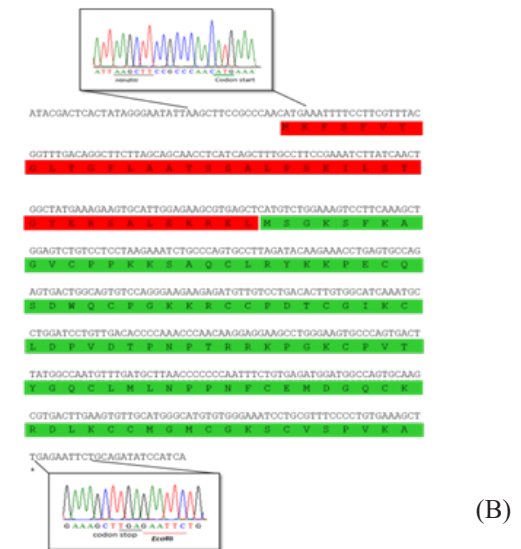 ATTAAGCTTCCGCCCAACATGAAA
HindIII Codon start
ATACGACTCACTATAGGGAATATTAAGCTTCCGCCCAACATGAAATTTTCCTTCGTTTAC
M K F S F V Y
GGTTTGACAGGCTTCTTAGCAGCAACCTCATCAGCTTTGCCTTCCGAAATCTTATCAACT
G L T G F L A A T S S A L P S E I L S T
GGCTATGAAAGAAGTGCATTGGAGAAGCGTGAGCTCATGTCTGGAAAGTCCTTCAAAGCT
G Y E R S A L E K R E L M S G K S F K A
GGAGTCTGTCCTCCTAAGAAATCTGCCCAGTGCCTTAGATACAAGAAACCTGAGTGCCAG
G V C P P K K S A Q C L R Y K K P E C Q
AGTGACTGGCAGTGTCCAGGGAAGAAGAGATGTTGTCCTGACACTTGTGGCATCAAATGC
S D W Q C P G K K R C C P D T C G I K C
CTGGATCCTGTTGACACCCCAAACCCAACAAGGAGGAAGCCTGGGAAGTGCCCAGTGACT
L D P V D T P N P T R R K P G K C P V T
TATGGCCAATGTTTGATGCTTAACCCCCCCAATTTCTGTGAGATGGATGGCCAGTGCAAG
Y G Q C L M L N P P N F C E M D G Q C K
CGTGACTTGAAGTGTTGCATGGGCATGTGTGGGAAATCCTGCGTTTCCCCTGTGAAAGCT
R D L K C C M G M C G K S C V S P V K A
TGAGAATTCTGCAGATATCCATCA
*
GAAAGCTTGAGAATTCTG
codon stop EcoRI
(B)